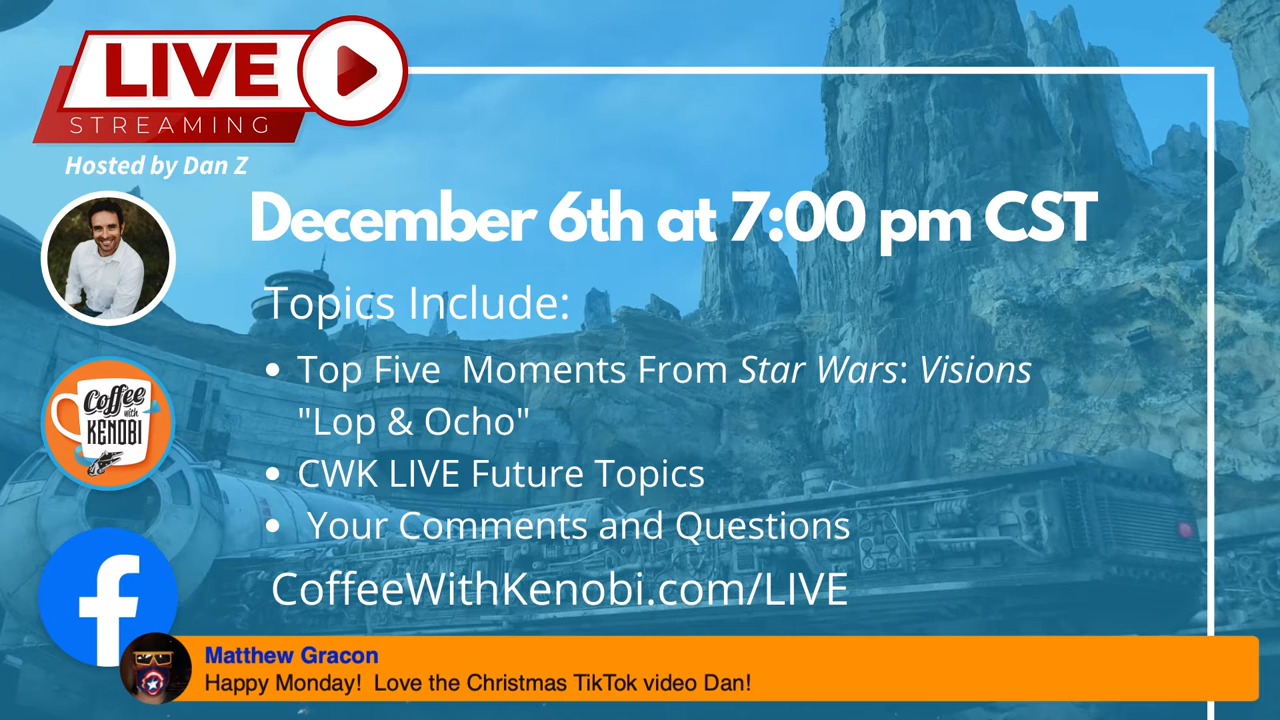 LIVE
STREAMING
Hosted by Dan Z
December 6th at 7:00 pm CST
Topics Include:
• Top Five Moments From Star Wars: Visions
"Lop & Ocho"
• CWK LIVE Future Topics
• Your Comments and Questions
CoffeeWithKenobi.com/LIVE
Coffee
with
KENOBI
f
Matthew Gracon
Happy Monday! Love the Christmas TikTok video Dan!